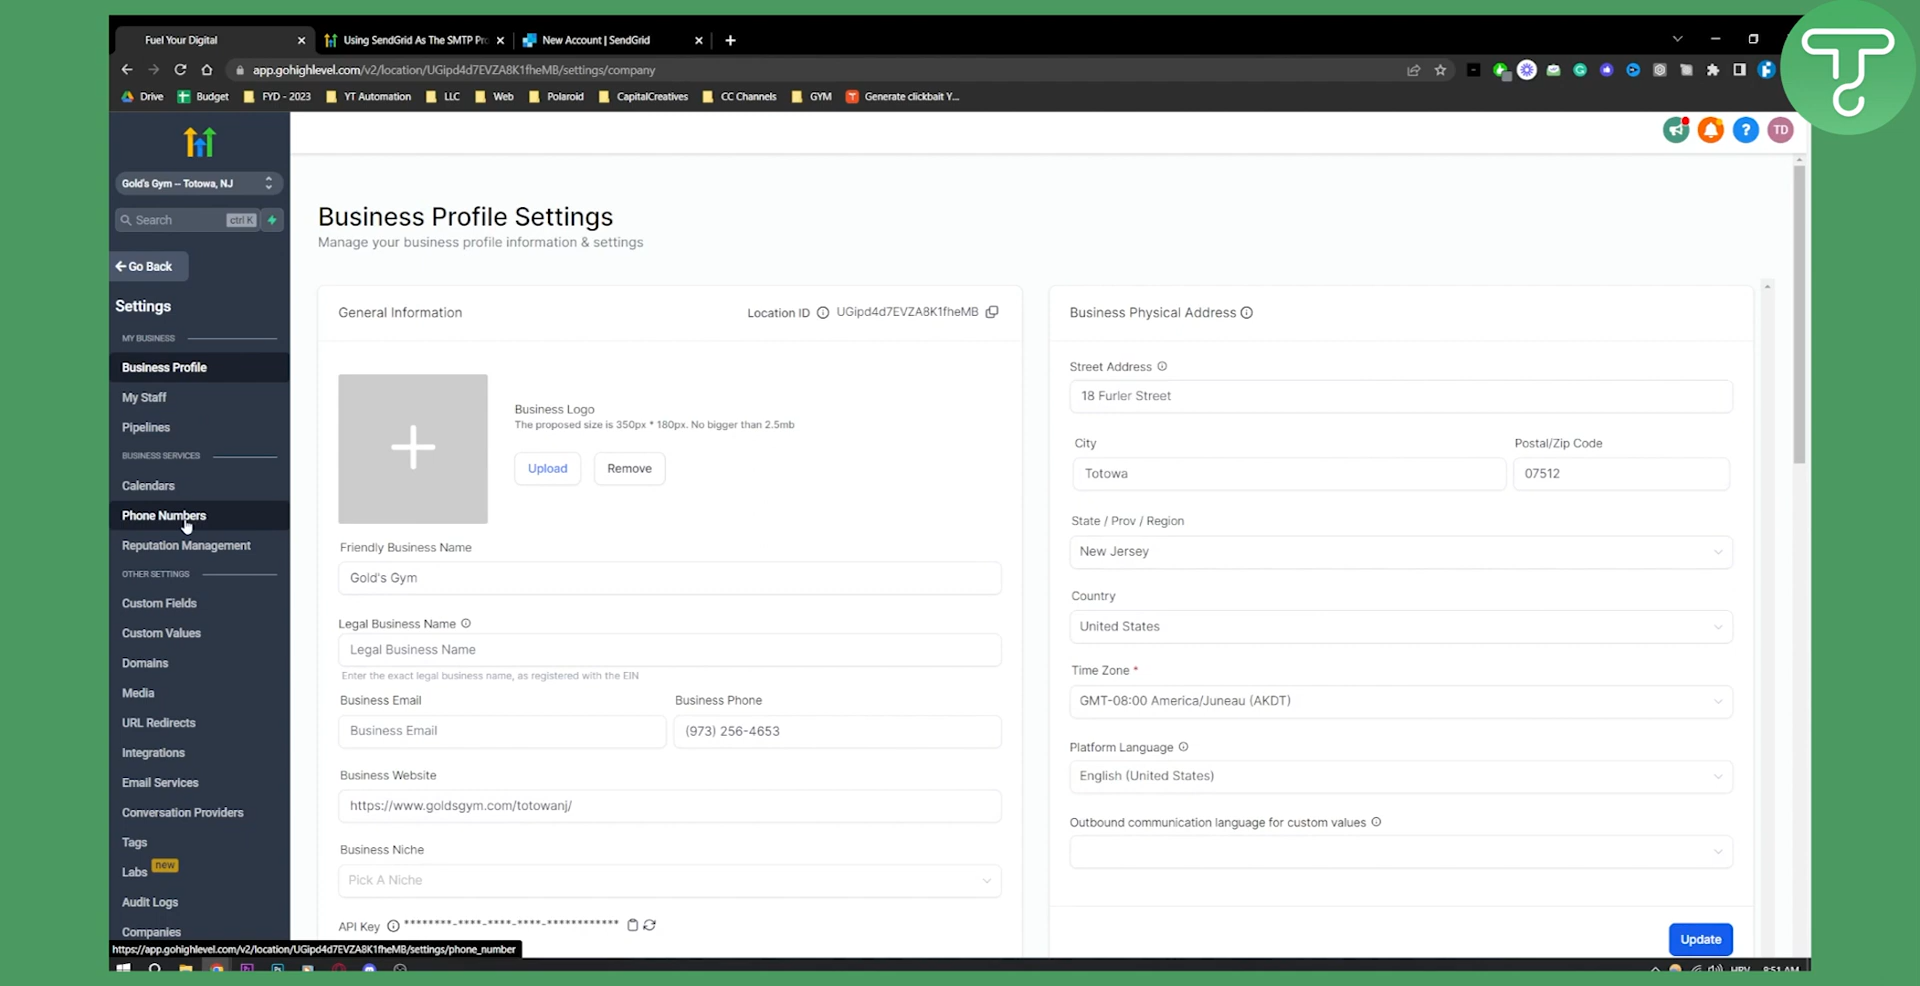 Fuel Your Digital
Using SendGrid As The SMTP Pro
New Account | SendGrid
app.gohighlevel.com/v2/location/UGipd4d7EVZA8K1fheMB/settings/company
Drive
Budget
FYD - 2023
YT Automation
LLC
Web
Polaroid
CapitalCreatives
CC Channels
GYM
Generate clickbait Y...
TD
Gold's Gym – Totowa, NJ
Search
ctrl K
Go Back
Settings
MY BUSINESS
Business Profile
My Staff
Pipelines
BUSINESS SERVICES
Calendars
Phone Numbers
Reputation Management
OTHER SETTINGS
Custom Fields
Custom Values
Domains
Media
URL Redirects
Integrations
Email Services
Conversation Providers
Tags
Labs new
Audit Logs
Companies
https://app.gohighlevel.com/v2/location/UGipd4d7EVZA8K1fheMB/settings/phone_number
Business Profile Settings
Manage your business profile information & settings
General Information
Location ID
UGipd4d7EVZA8K1fheMB
Business Logo
The proposed size is 350px * 180px. No bigger than 2.5mb
Upload
Remove
Friendly Business Name
Gold's Gym
Legal Business Name
Legal Business Name
Enter the exact legal business name, as registered with the EIN
Business Email
Business Phone
Business Email
(973) 256-4653
Business Website
https://www.goldsgym.com/totowanj/
Business Niche
Pick A Niche
API Key ********-****-****-****-************
Business Physical Address
Street Address
18 Furler Street
City
Postal/Zip Code
Totowa
07512
State / Prov / Region
New Jersey
Country
United States
Time Zone *
GMT-08:00 America/Juneau (AKDT)
Platform Language
English (United States)
Outbound communication language for custom values
Update
HRV
8:51 AM